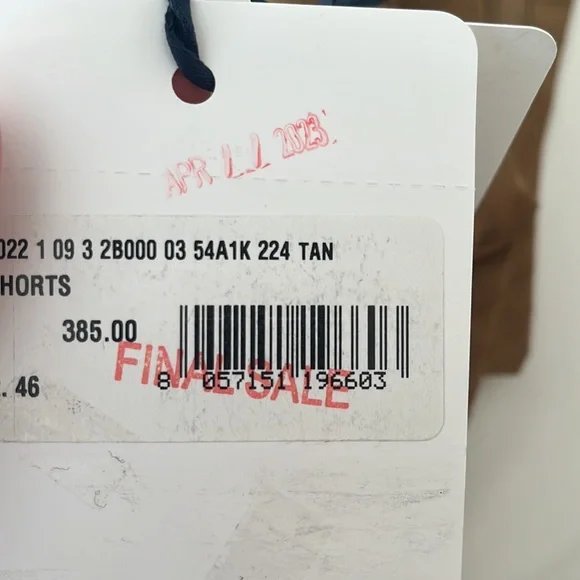 APR 11 2023
022 1 09 3 2B000 03 54A1K 224 TAN
HORTS
385.00
FINAL SALE
8 057151 196603
. 46